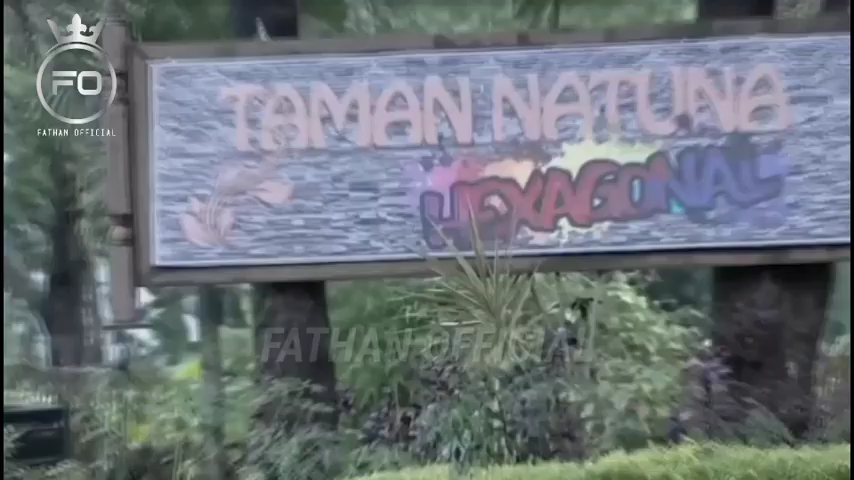 FO
FATHAN OFFICIAL
TAMAN NATUNA
HEXAGONAL
FATHAN OFFICIAL